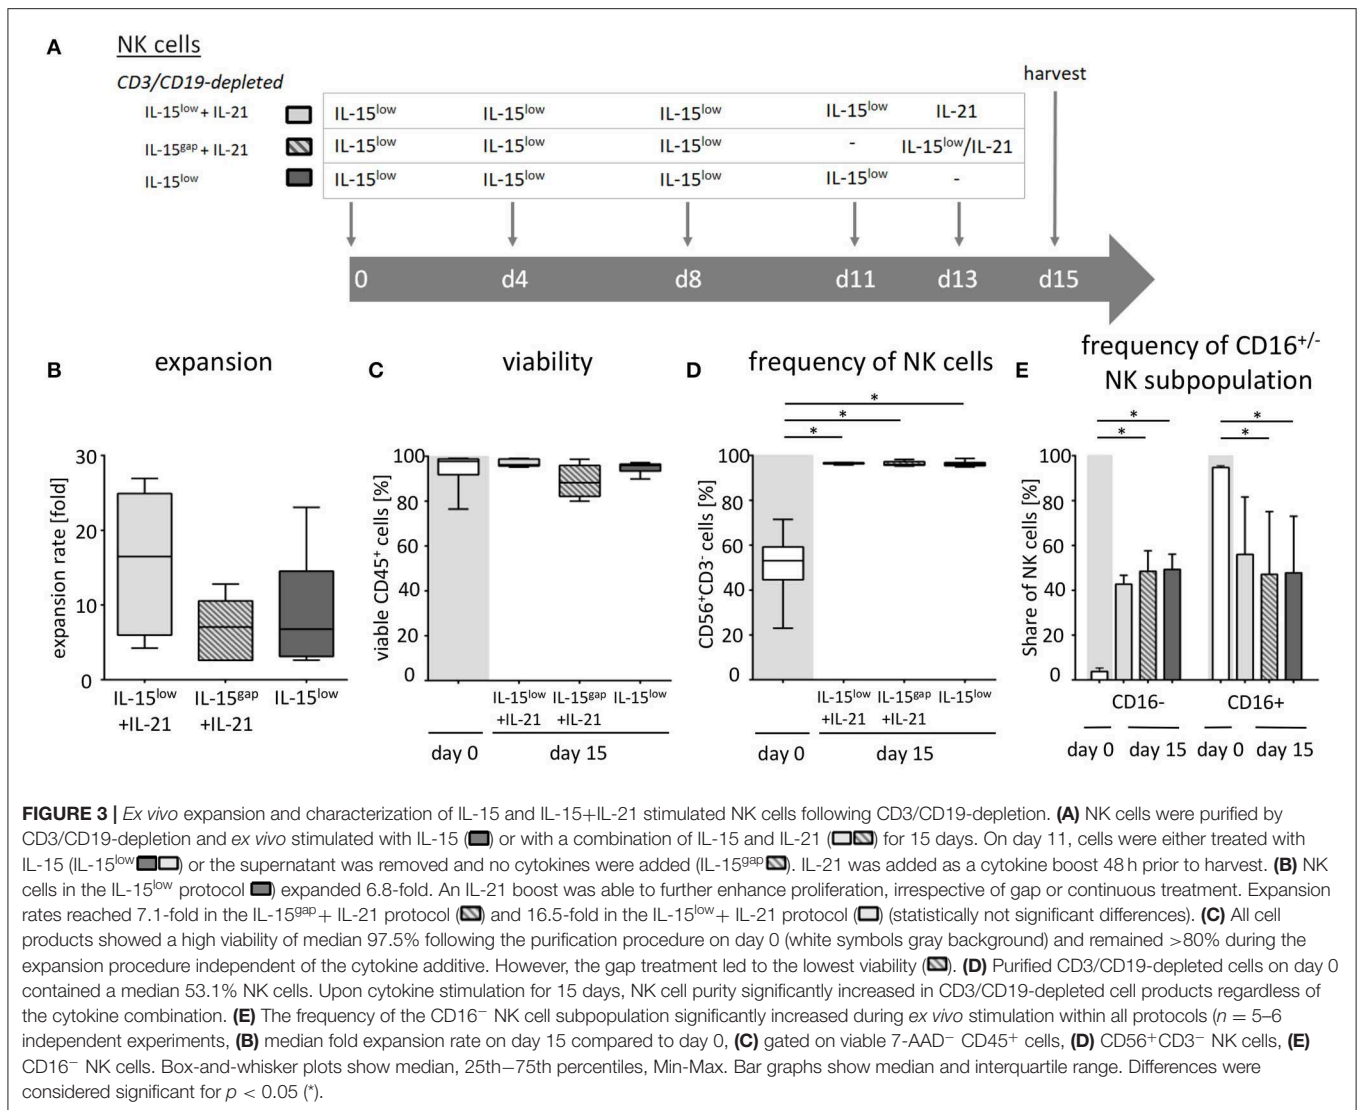 A
NK cells
CD3/CD19-depleted
harvest
IL-15low + IL-21 IL-15low IL-15low IL-15low IL-15low IL-21
IL-15gap + IL-21 IL-15low IL-15low IL-15low - IL-15low/IL-21
IL-15low IL-15low IL-15low IL-15low IL-15low -
0 d4 d8 d11 d13 d15
B expansion
expansion rate [fold]
30
20
10
0
IL-15low +IL-21 IL-15gap +IL-21 IL-15low
C viability
viable CD45+ cells [%]
100
80
60
40
20
0
IL-15low +IL-21 IL-15gap +IL-21 IL-15low
day 0 day 15
D frequency of NK cells
*
*
*
CD56+CD3- cells [%]
100
80
60
40
20
0
IL-15low +IL-21 IL-15gap +IL-21 IL-15low
day 0 day 15
E frequency of CD16+/-
NK subpopulation
* *
* *
Share of NK cells [%]
100
80
60
40
20
0
CD16- CD16+
day 0 day 15 day 0 day 15
FIGURE 3 | Ex vivo expansion and characterization of IL-15 and IL-15+IL-21 stimulated NK cells following CD3/CD19-depletion. (A) NK cells were purified by
CD3/CD19-depletion and ex vivo stimulated with IL-15 ( ) or with a combination of IL-15 and IL-21 ( ) for 15 days. On day 11, cells were either treated with
IL-15 (IL-15low ) or the supernatant was removed and no cytokines were added (IL-15gap ). IL-21 was added as a cytokine boost 48 h prior to harvest. (B) NK
cells in the IL-15low protocol ) expanded 6.8-fold. An IL-21 boost was able to further enhance proliferation, irrespective of gap or continuous treatment. Expansion
rates reached 7.1-fold in the IL-15gap+ IL-21 protocol ( ) and 16.5-fold in the IL-15low+ IL-21 protocol ( ) (statistically not significant differences). (C) All cell
products showed a high viability of median 97.5% following the purification procedure on day 0 (white symbols gray background) and remained >80% during the
expansion procedure independent of the cytokine additive. However, the gap treatment led to the lowest viability ( ). (D) Purified CD3/CD19-depleted cells on day 0
contained a median 53.1% NK cells. Upon cytokine stimulation for 15 days, NK cell purity significantly increased in CD3/CD19-depleted cell products regardless of
the cytokine combination. (E) The frequency of the CD16− NK cell subpopulation significantly increased during ex vivo stimulation within all protocols (n = 5–6
independent experiments, (B) median fold expansion rate on day 15 compared to day 0, (C) gated on viable 7-AAD− CD45+ cells, (D) CD56+CD3− NK cells, (E)
CD16− NK cells. Box-and-whisker plots show median, 25th–75th percentiles, Min-Max. Bar graphs show median and interquartile range. Differences were
considered significant for p < 0.05 (*).